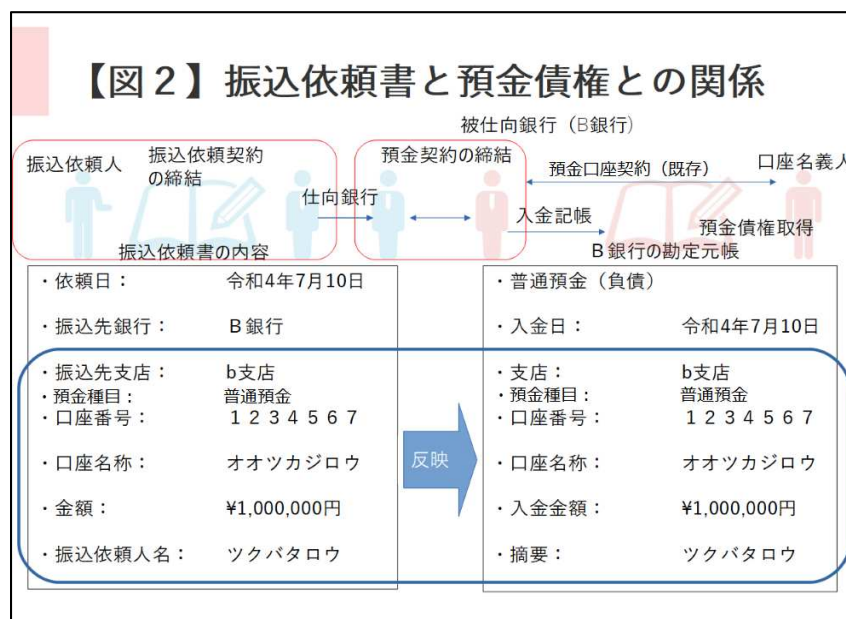 【図２】振込依頼書と預金債権との関係
被仕向銀行（B銀行）
振込依頼人
振込依頼契約
の締結
仕向銀行
預金契約の締結
預金口座契約（既存）
口座名義人
入金記帳
預金債権取得
振込依頼書の内容
B銀行の勘定元帳
・依頼日： 令和4年7月10日
・振込先銀行： B銀行
・振込先支店： b支店
・預金種目： 普通預金
・口座番号： １２３４５６７
・口座名称： オオツカジロウ
・金額： ¥1,000,000円
・振込依頼人名： ツクバタロウ
反映
・普通預金（負債）
・入金日： 令和4年7月10日
・支店： b支店
・預金種目： 普通預金
・口座番号： １２３４５６７
・口座名称： オオツカジロウ
・入金金額： ¥1,000,000円
・摘要： ツクバタロウ